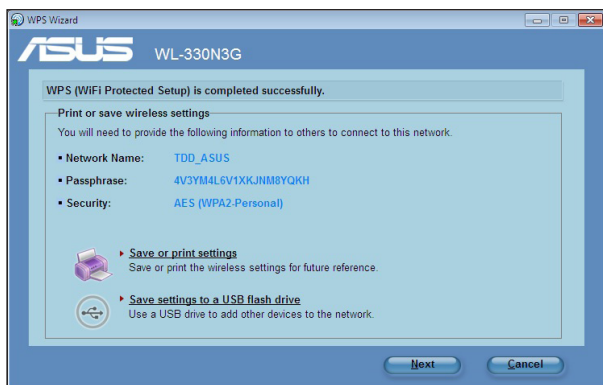 WPS Wizard
ASUS WL-330N3G
WPS (WiFi Protected Setup) is completed successfully.
Print or save wireless settings
You will need to provide the following information to others to connect to this network.
▪ Network Name: TDD_ASUS
▪ Passphrase: 4V3YM4L6V1XKJNM8YQKH
▪ Security: AES (WPA2-Personal)
Save or print settings
Save or print the wireless settings for future reference.
Save settings to a USB flash drive
Use a USB drive to add other devices to the network.
Next Cancel